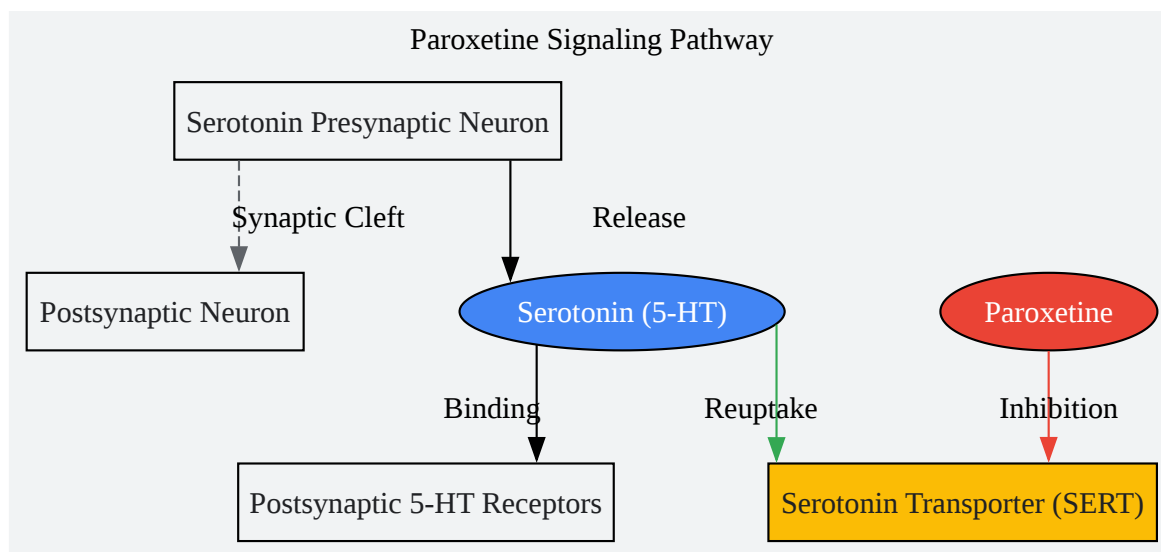 Paroxetine Signaling Pathway
Serotonin Presynaptic Neuron
Synaptic Cleft
Release
Postsynaptic Neuron
Serotonin (5-HT)
Paroxetine
Binding
Reuptake
Inhibition
Postsynaptic 5-HT Receptors
Serotonin Transporter (SERT)